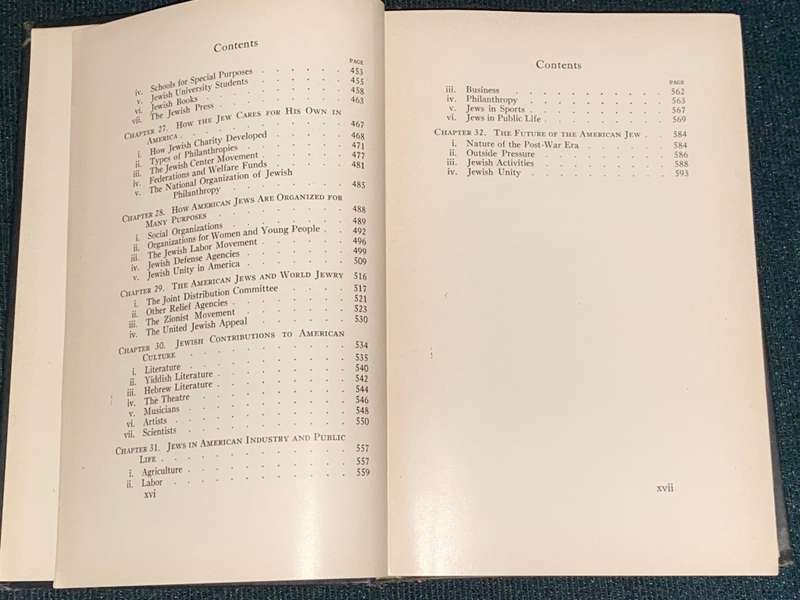 Contents
PAGE
iv. Schools for Special Purposes . . . . . . 453
v. Jewish University Students . . . . . . 455
vi. Jewish Books . . . . . . . . 458
vii. The Jewish Press . . . . . . . . 463
CHAPTER 27. HOW THE JEW CARES FOR HIS OWN IN
AMERICA . . . . . . . . . . 467
i. How Jewish Charity Developed . . . . . 468
ii. Types of Philanthropies . . . . . . 471
iii. The Jewish Center Movement . . . . . 477
iv. Federations and Welfare Funds . . . . . 481
v. The National Organization of Jewish
Philanthropy . . . . . . . . 485
CHAPTER 28. HOW AMERICAN JEWS ARE ORGANIZED FOR
MANY PURPOSES . . . . . . . . 488
i. Social Organizations . . . . . . . 489
ii. Organizations for Women and Young People . . 492
iii. The Jewish Labor Movement . . . . . 496
iv. Jewish Defense Agencies . . . . . . 499
v. Jewish Unity in America . . . . . . 509
CHAPTER 29. THE AMERICAN JEWS AND WORLD JEWRY 516
i. The Joint Distribution Committee . . . . 517
ii. Other Relief Agencies . . . . . . . 521
iii. The Zionist Movement . . . . . . . 523
iv. The United Jewish Appeal . . . . . . 530
CHAPTER 30. JEWISH CONTRIBUTIONS TO AMERICAN
CULTURE . . . . . . . . . . 534
i. Literature . . . . . . . . . 535
ii. Yiddish Literature . . . . . . . . 540
iii. Hebrew Literature . . . . . . . . 542
iv. The Theatre . . . . . . . . . 544
v. Musicians . . . . . . . . . 546
vi. Artists . . . . . . . . . . 548
vii. Scientists . . . . . . . . . 550
CHAPTER 31. JEWS IN AMERICAN INDUSTRY AND PUBLIC
LIFE . . . . . . . . . . . 557
i. Agriculture . . . . . . . . . 557
ii. Labor . . . . . . . . . . 559
xvi
Contents
PAGE
iii. Business . . . . . . . . . 562
iv. Philanthropy . . . . . . . . 563
v. Jews in Sports . . . . . . . . 567
vi. Jews in Public Life . . . . . . . 569
CHAPTER 32. THE FUTURE OF THE AMERICAN JEW . 584
i. Nature of the Post-War Era . . . . . 584
ii. Outside Pressure . . . . . . . . 586
iii. Jewish Activities . . . . . . . . 588
iv. Jewish Unity . . . . . . . . 593
xvii